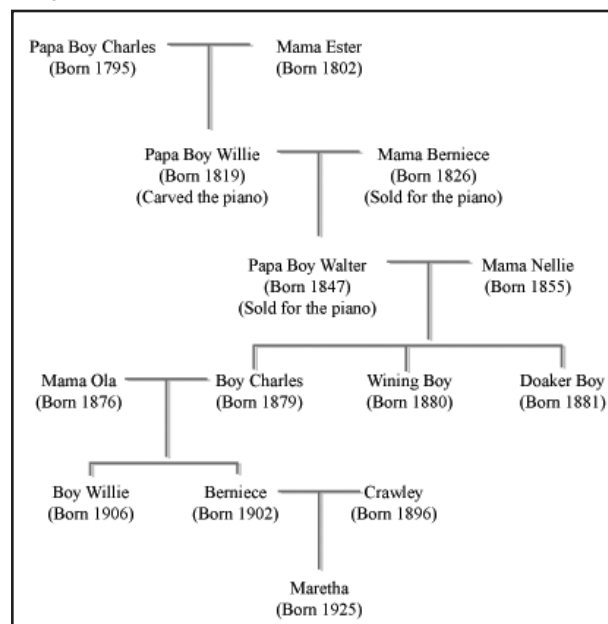 Papa Boy Charles
(Born 1795)
Mama Ester
(Born 1802)
Papa Boy Willie
(Born 1819)
(Carved the piano)
Mama Berniece
(Born 1826)
(Sold for the piano)
Papa Boy Walter
(Born 1847)
(Sold for the piano)
Mama Nellie
(Born 1855)
Mama Ola
(Born 1876)
Boy Charles
(Born 1879)
Wining Boy
(Born 1880)
Doaker Boy
(Born 1881)
Boy Willie
(Born 1906)
Berniece
(Born 1902)
Crawley
(Born 1896)
Maretha
(Born 1925)